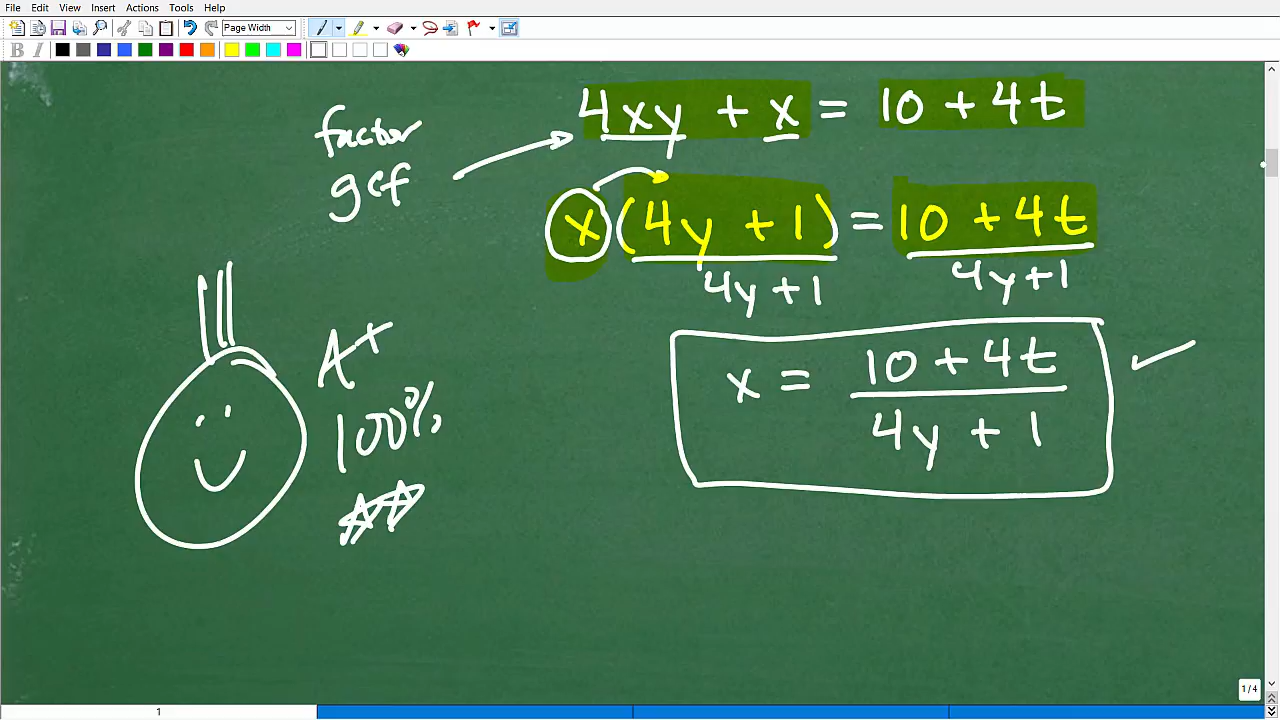 File Edit View Insert Actions Tools Help
Page Width
B I
factor
gcf
4xy + x = 10 + 4t
x (4y + 1) = 10 + 4t
4y + 1 4y + 1
x = 10 + 4t
4y + 1
A+
100%
1/4
1